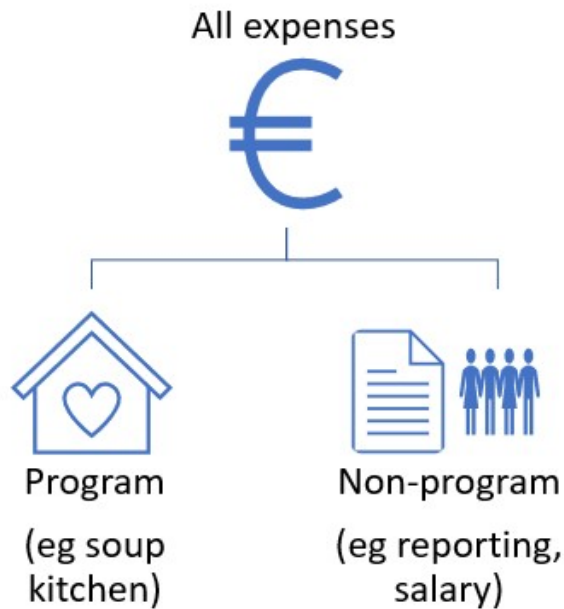 All expenses
€
Program
Non-program
(eg soup
kitchen)
(eg reporting,
salary)